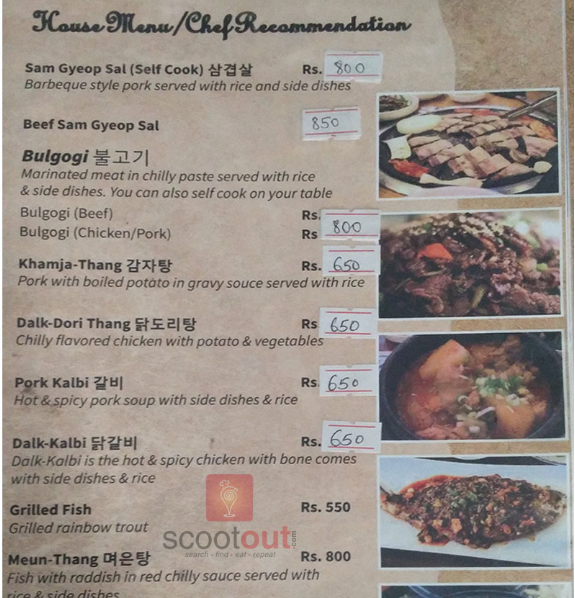 House Menu/Chef Recommendation
Sam Gyeop Sal (Self Cook) 삼겹살 Rs. 800
Barbeque style pork served with rice and side dishes
Beef Sam Gyeop Sal 850
Bulgogi 불고기
Marinated meat in chilly paste served with rice
& side dishes. You can also self cook on your table
Bulgogi (Beef) Rs.
Bulgogi (Chicken/Pork) Rs 800
Khamja-Thang 감자탕 Rs. 650
Pork with boiled potato in gravy souce served with rice
Dalk-Dori Thang 닭도리탕 Rs 650
Chilly flavored chicken with potato & vegetables
Pork Kalbi 갈비 Rs. 650
Hot & spicy pork soup with side dishes & rice
Dalk-Kalbi 닭갈비 Rs. 650
Dalk-Kalbi is the hot & spicy chicken with bone comes
with side dishes & rice
Grilled Fish Rs. 550
Grilled rainbow trout
scootout.com
search - find - eat - repeat
Meun-Thang 며은탕 Rs. 800
Fish with raddish in red chilly sauce served with
rice & side dishes